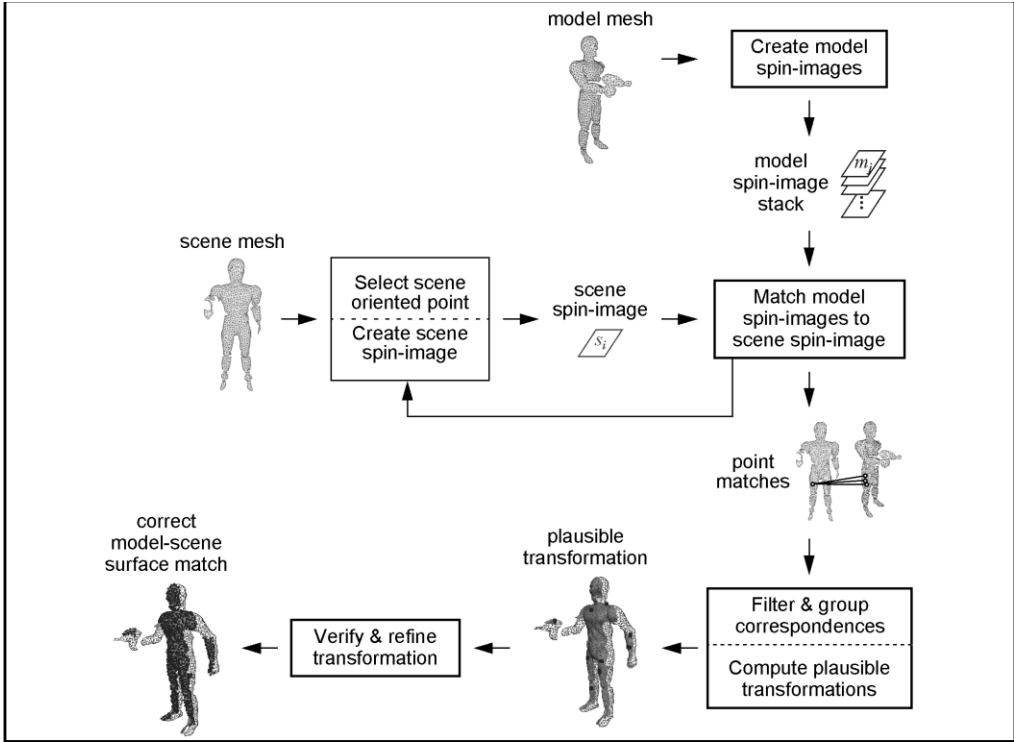 model mesh
Create model
spin-images
model
spin-image
stack
m_j
scene mesh
Select scene
oriented point
Create scene
spin-image
scene
spin-image
s_i
Match model
spin-images to
scene spin-image
point
matches
Filter & group
correspondences
Compute plausible
transformations
plausible
transformation
Verify & refine
transformation
correct
model-scene
surface match